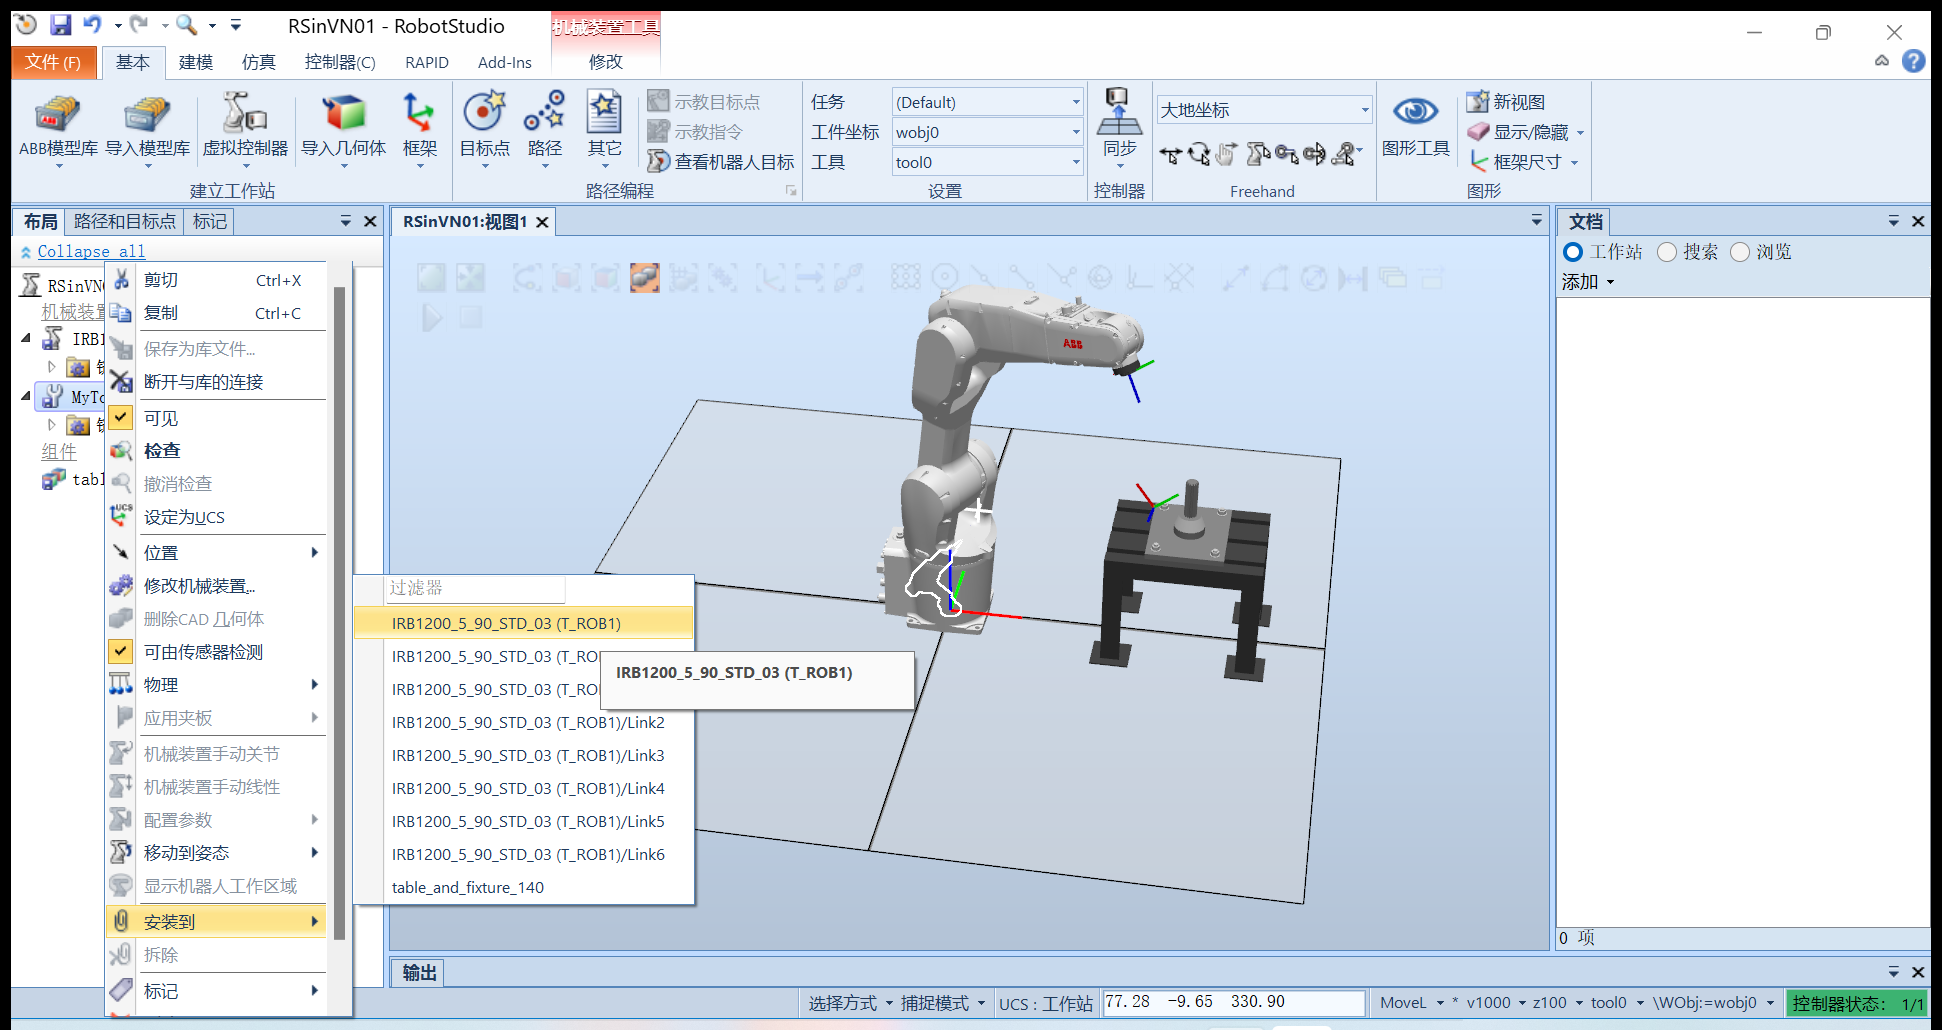 RSinVN01 - RobotStudio
机械装置工具
文件 (F) 基本 建模 仿真 控制器(C) RAPID Add-Ins 修改
ABB模型库 导入模型库 虚拟控制器 导入几何体 框架
建立工作站
目标点 路径 其它
示教目标点
示教指令
查看机器人目标
路径编程
任务 (Default)
工件坐标 wobj0
工具 tool0
设置
同步
控制器
大地坐标
Freehand
图形工具
新视图
显示/隐藏
框架尺寸
图形
布局 路径和目标点 标记
Collapse all
RSinVN
机械装置
IRB1
MyTo
组件
tabl
剪切 Ctrl+X
复制 Ctrl+C
保存为库文件...
断开与库的连接
可见
检查
撤消检查
设定为UCS
位置
修改机械装置...
删除CAD 几何体
可由传感器检测
物理
应用夹板
机械装置手动关节
机械装置手动线性
配置参数
移动到姿态
显示机器人工作区域
安装到
拆除
标记
过滤器
IRB1200_5_90_STD_03 (T_ROB1)
IRB1200_5_90_STD_03 (T_RO
IRB1200_5_90_STD_03 (T_RO
IRB1200_5_90_STD_03 (T_ROB1)/Link2
IRB1200_5_90_STD_03 (T_ROB1)/Link3
IRB1200_5_90_STD_03 (T_ROB1)/Link4
IRB1200_5_90_STD_03 (T_ROB1)/Link5
IRB1200_5_90_STD_03 (T_ROB1)/Link6
table_and_fixture_140
IRB1200_5_90_STD_03 (T_ROB1)
RSinVN01:视图1
ABB
文档
工作站 搜索 浏览
添加
0 项
输出
选择方式 捕捉模式 UCS : 工作站 77.28 -9.65 330.90 MoveL * v1000 z100 tool0 \WObj:=wobj0 控制器状态: 1/1